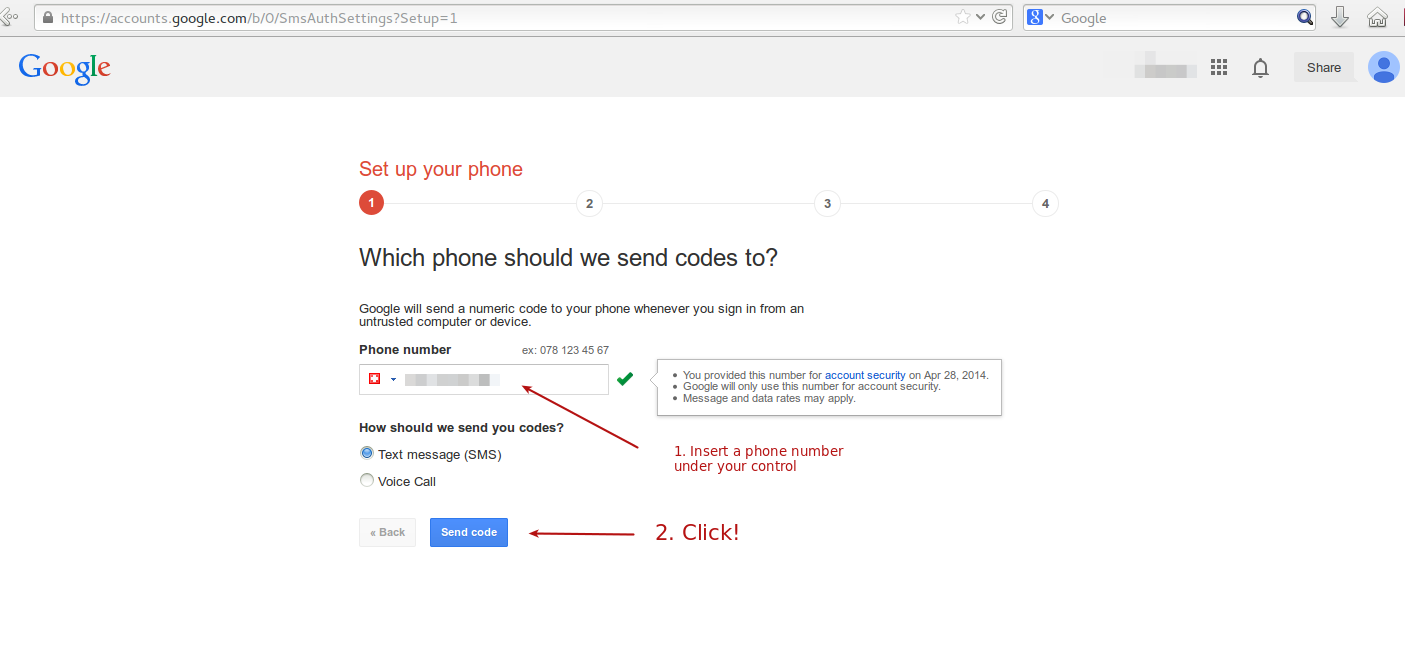 https://accounts.google.com/b/0/SmsAuthSettings?Setup=1
8 Google
Google
Share
Set up your phone
1 2 3 4
Which phone should we send codes to?
Google will send a numeric code to your phone whenever you sign in from an
untrusted computer or device.
Phone number ex: 078 123 45 67
• You provided this number for account security on Apr 28, 2014.
• Google will only use this number for account security.
• Message and data rates may apply.
How should we send you codes?
Text message (SMS)
Voice Call
1. Insert a phone number
under your control
« Back Send code
2. Click!